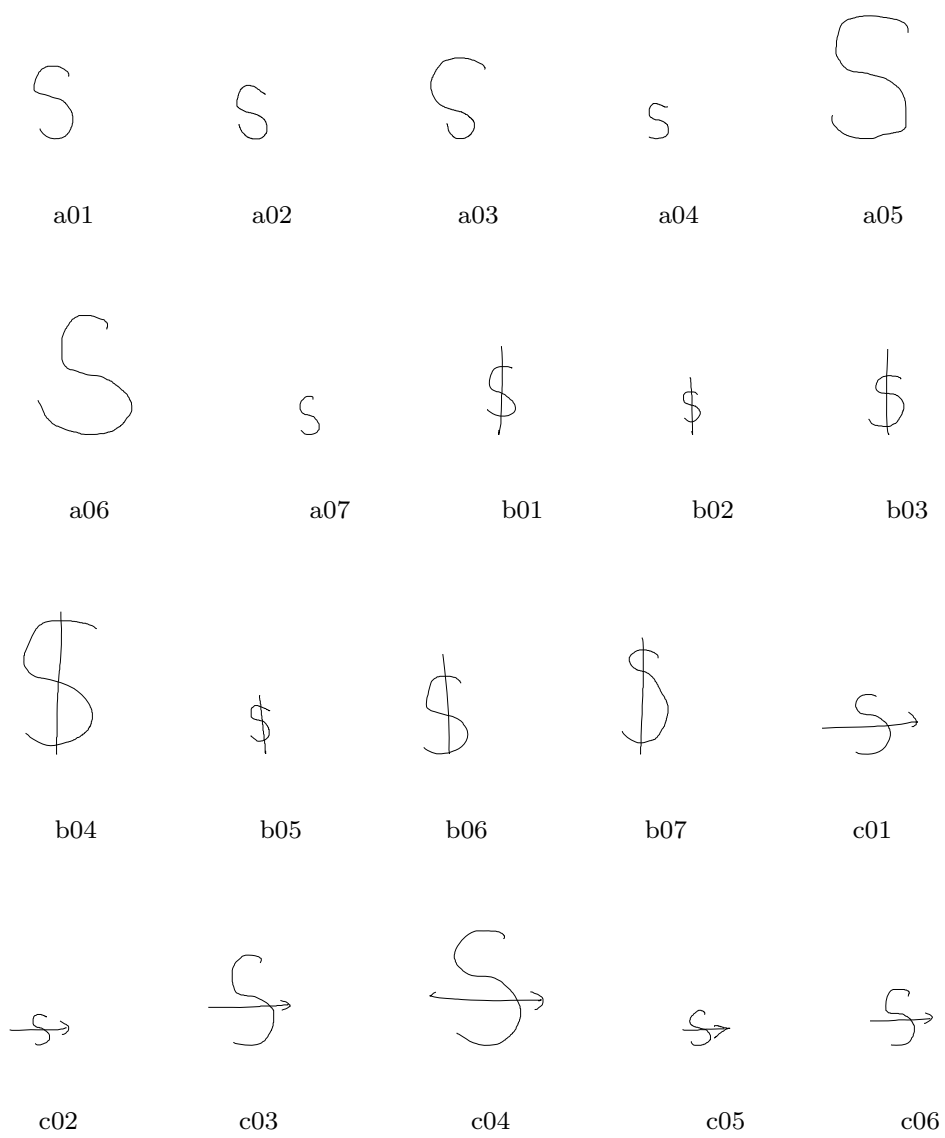 S S S S S
a01 a02 a03 a04 a05
S S $ $ $
a06 a07 b01 b02 b03
$ $ $ $ S
b04 b05 b06 b07 c01
S S S S S
c02 c03 c04 c05 c06